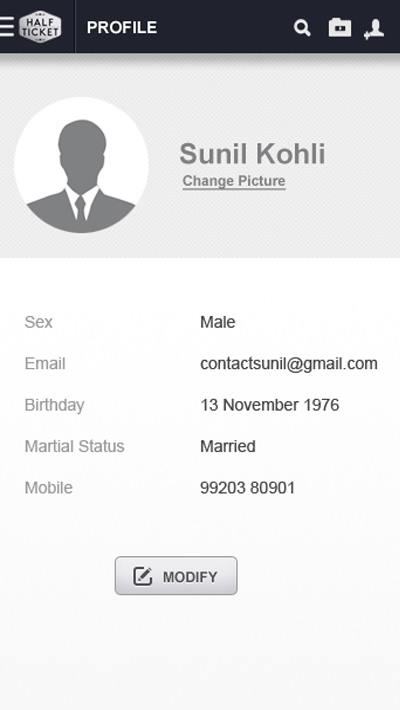 HALF
TICKET
PROFILE
Sunil Kohli
Change Picture
Sex Male
Email contactsunil@gmail.com
Birthday 13 November 1976
Martial Status Married
Mobile 99203 80901
MODIFY